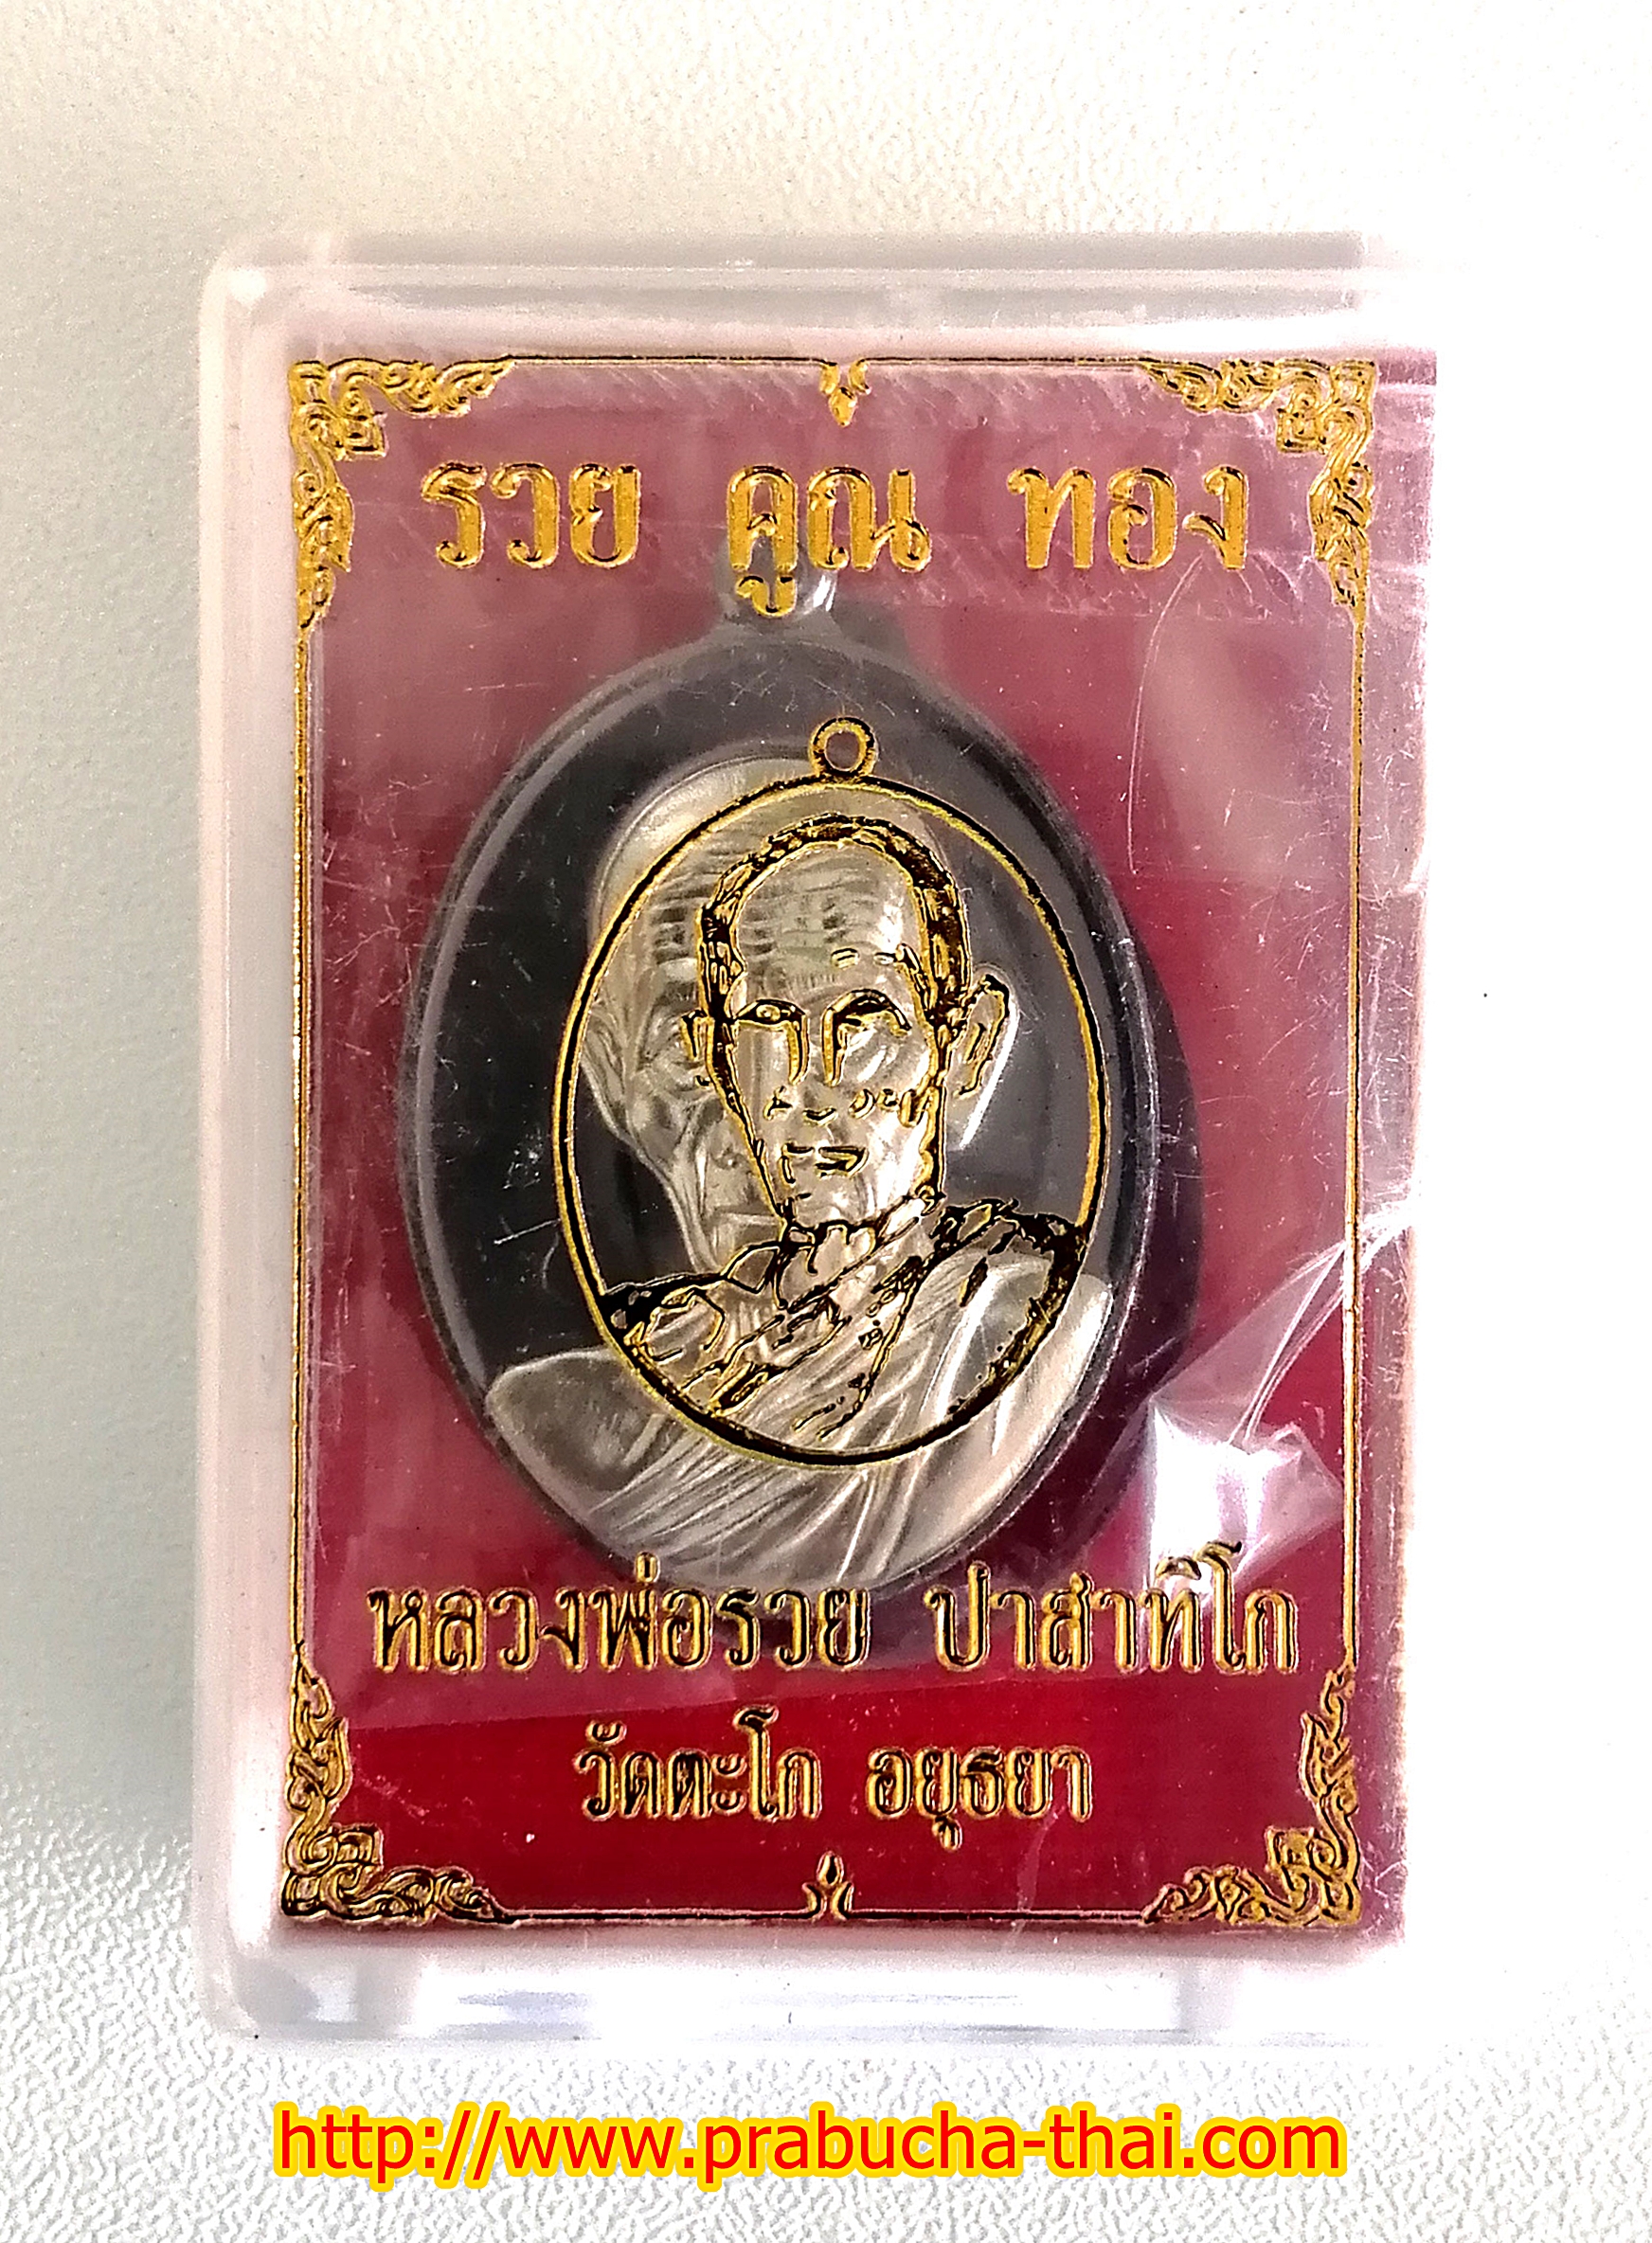 รวย คูณ ทอง
หลวงพ่อรวย ปาสาทิโก
วัดตะโก อยุธยา
http://www.prabucha-thai.com